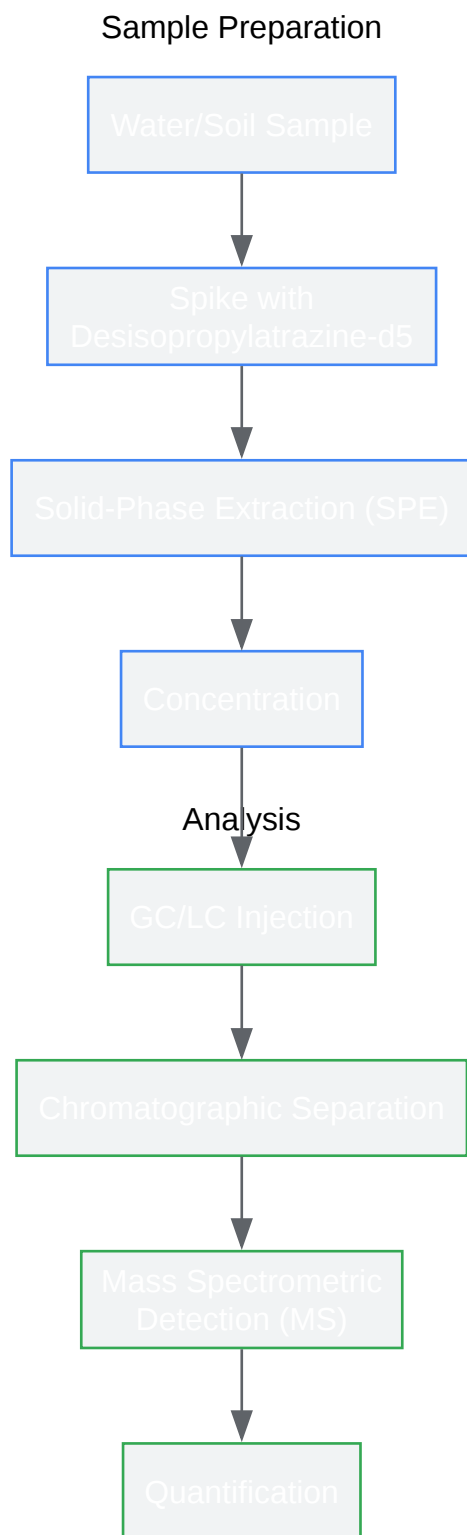 Sample Preparation
Water/Soil Sample
Spike with
Desisopropylatrazine-d5
Solid-Phase Extraction (SPE)
Concentration
Analysis
GC/LC Injection
Chromatographic Separation
Mass Spectrometric
Detection (MS)
Quantification